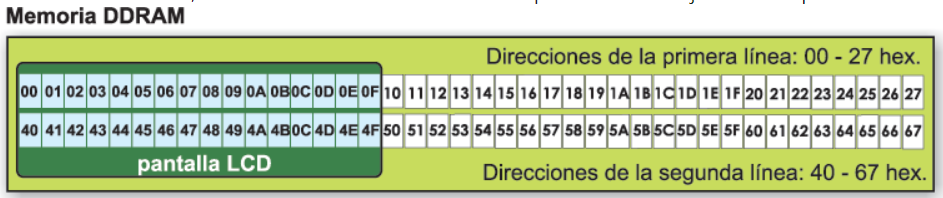 Memoria DDRAM
Direcciones de la primera línea: 00 - 27 hex.
00 01 02 03 04 05 06 07 08 09 0A 0B 0C 0D 0E 0F 10 11 12 13 14 15 16 17 18 19 1A 1B 1C 1D 1E 1F 20 21 22 23 24 25 26 27
40 41 42 43 44 45 46 47 48 49 4A 4B 0C 4D 4E 4F 50 51 52 53 54 55 56 57 58 59 5A 5B 5C 5D 5E 5F 60 61 62 63 64 65 66 67
pantalla LCD
Direcciones de la segunda línea: 40 - 67 hex.